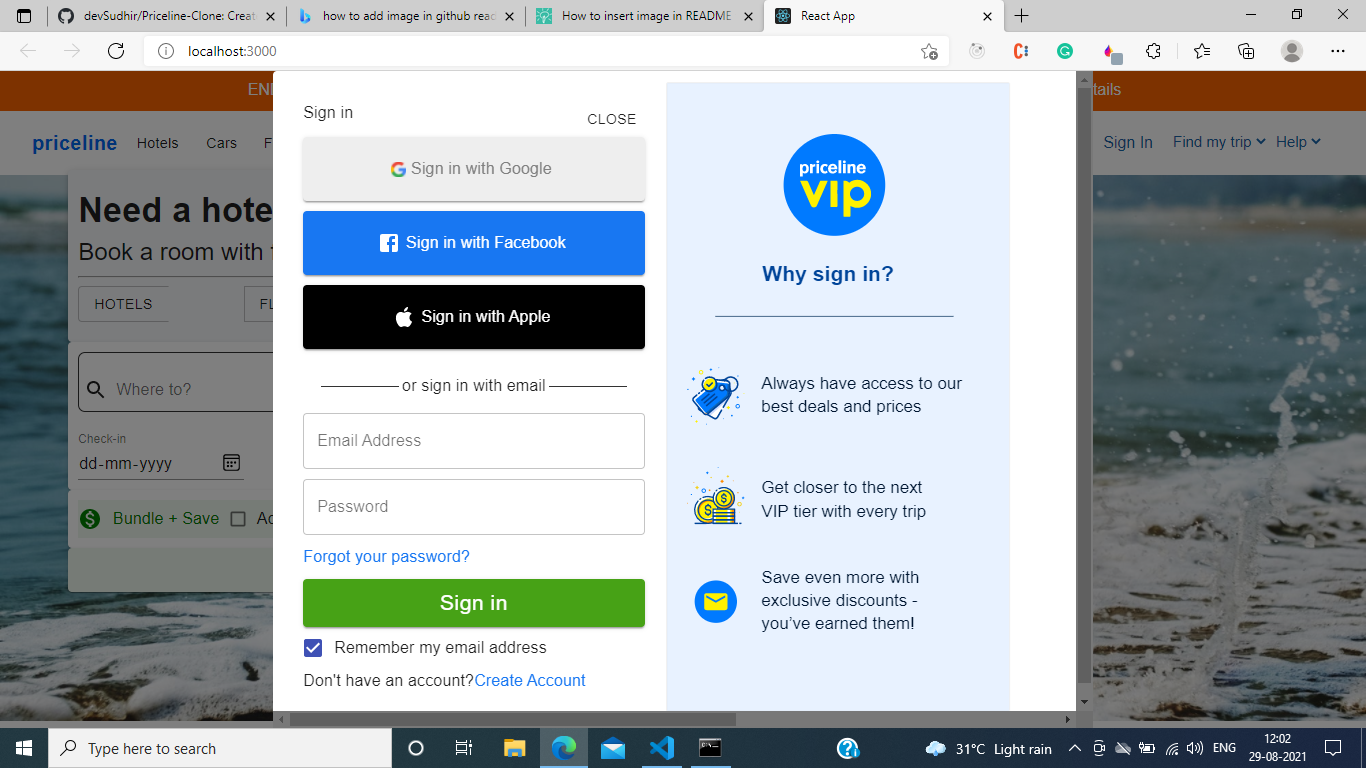 devSudhir/Priceline-Clone: Creat
how to add image in github read
How to insert image in README
React App
localhost:3000
priceline
Hotels
Cars
Sign In
Find my trip
Help
Need a hote
Book a room with
HOTELS
Where to?
Check-in
dd-mm-yyyy
Bundle + Save
Sign in
CLOSE
Sign in with Google
Sign in with Facebook
Sign in with Apple
or sign in with email
Email Address
Password
Forgot your password?
Sign in
Remember my email address
Don't have an account?Create Account
priceline
vip
Why sign in?
Always have access to our
best deals and prices
Get closer to the next
VIP tier with every trip
Save even more with
exclusive discounts -
you've earned them!
Type here to search
31°C Light rain
ENG
12:02
29-08-2021